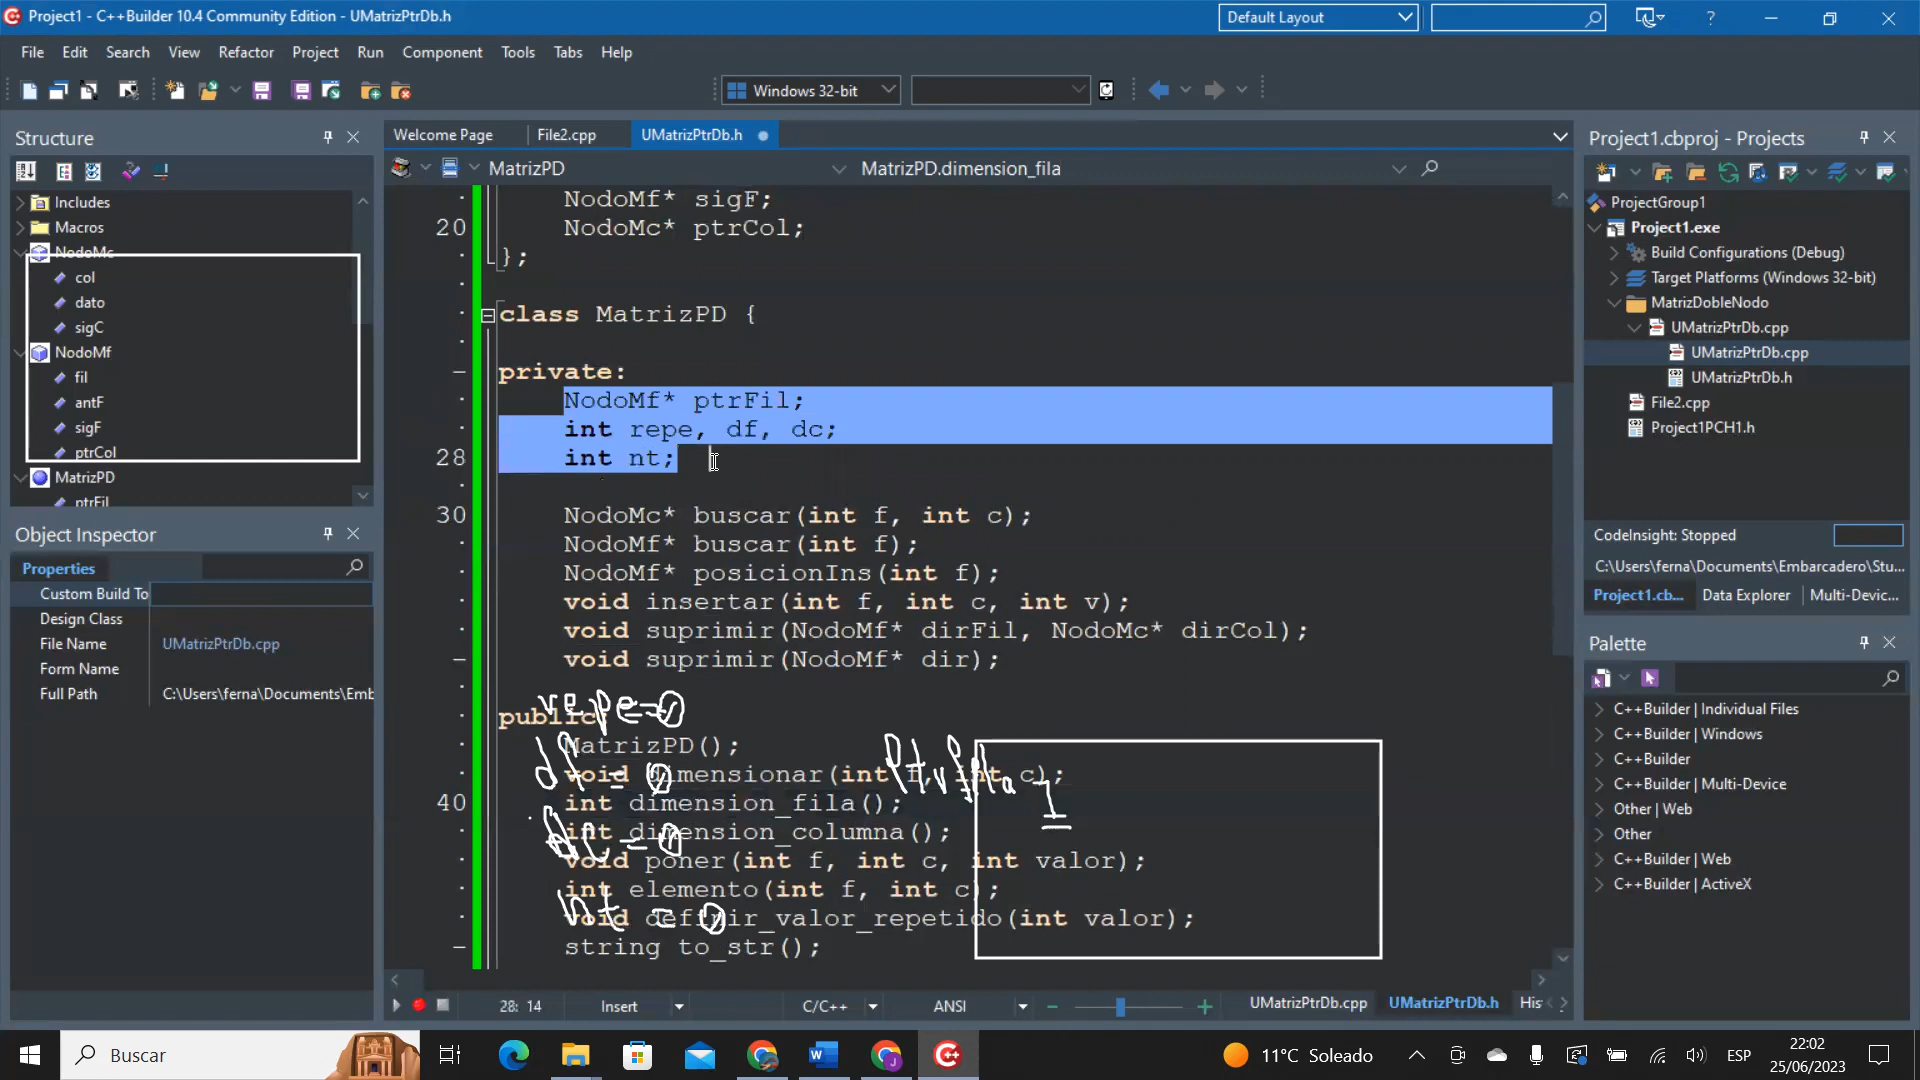 Project1 - C++Builder 10.4 Community Edition - UMatrizPtrDb.h
Default Layout
File Edit Search View Refactor Project Run Component Tools Tabs Help
Windows 32-bit
Structure
Includes
Macros
NodoMc
col
dato
sigC
NodoMf
fil
antF
sigF
ptrCol
MatrizPD
ptrFil
Object Inspector
Properties
Custom Build To
Design Class
File Name UMatrizPtrDb.cpp
Form Name
Full Path C:\Users\ferna\Documents\Emb
Welcome Page File2.cpp UMatrizPtrDb.h
MatrizPD MatrizPD.dimension_fila
NodoMf* sigF;
20 NodoMc* ptrCol;
};
class MatrizPD {
private:
NodoMf* ptrFil;
int repe, df, dc;
28 int nt;
30 NodoMc* buscar(int f, int c);
NodoMf* buscar(int f);
NodoMf* posicionIns(int f);
void insertar(int f, int c, int v);
void suprimir(NodoMf* dirFil, NodoMc* dirCol);
void suprimir(NodoMf* dir);
repe=0
public:
MatrizPD();
df = 0
void dimensionar(int f, int c);
40 int dimension_fila();
int dimension_columna();
dc = 0
void poner(int f, int c, int valor);
int elemento(int f, int c);
nt = 0
void definir_valor_repetido(int valor);
string to_str();
28: 14 Insert C/C++ ANSI UMatrizPtrDb.cpp UMatrizPtrDb.h His
Project1.cbproj - Projects
ProjectGroup1
Project1.exe
Build Configurations (Debug)
Target Platforms (Windows 32-bit)
MatrizDobleNodo
UMatrizPtrDb.cpp
UMatrizPtrDb.cpp
UMatrizPtrDb.h
File2.cpp
Project1PCH1.h
CodeInsight: Stopped
C:\Users\ferna\Documents\Embarcadero\Stu...
Project1.cb... Data Explorer Multi-Devic...
Palette
C++Builder | Individual Files
C++Builder | Windows
C++Builder
C++Builder | Multi-Device
Other | Web
Other
C++Builder | Web
C++Builder | ActiveX
Buscar
11°C Soleado
ESP
22:02
25/06/2023